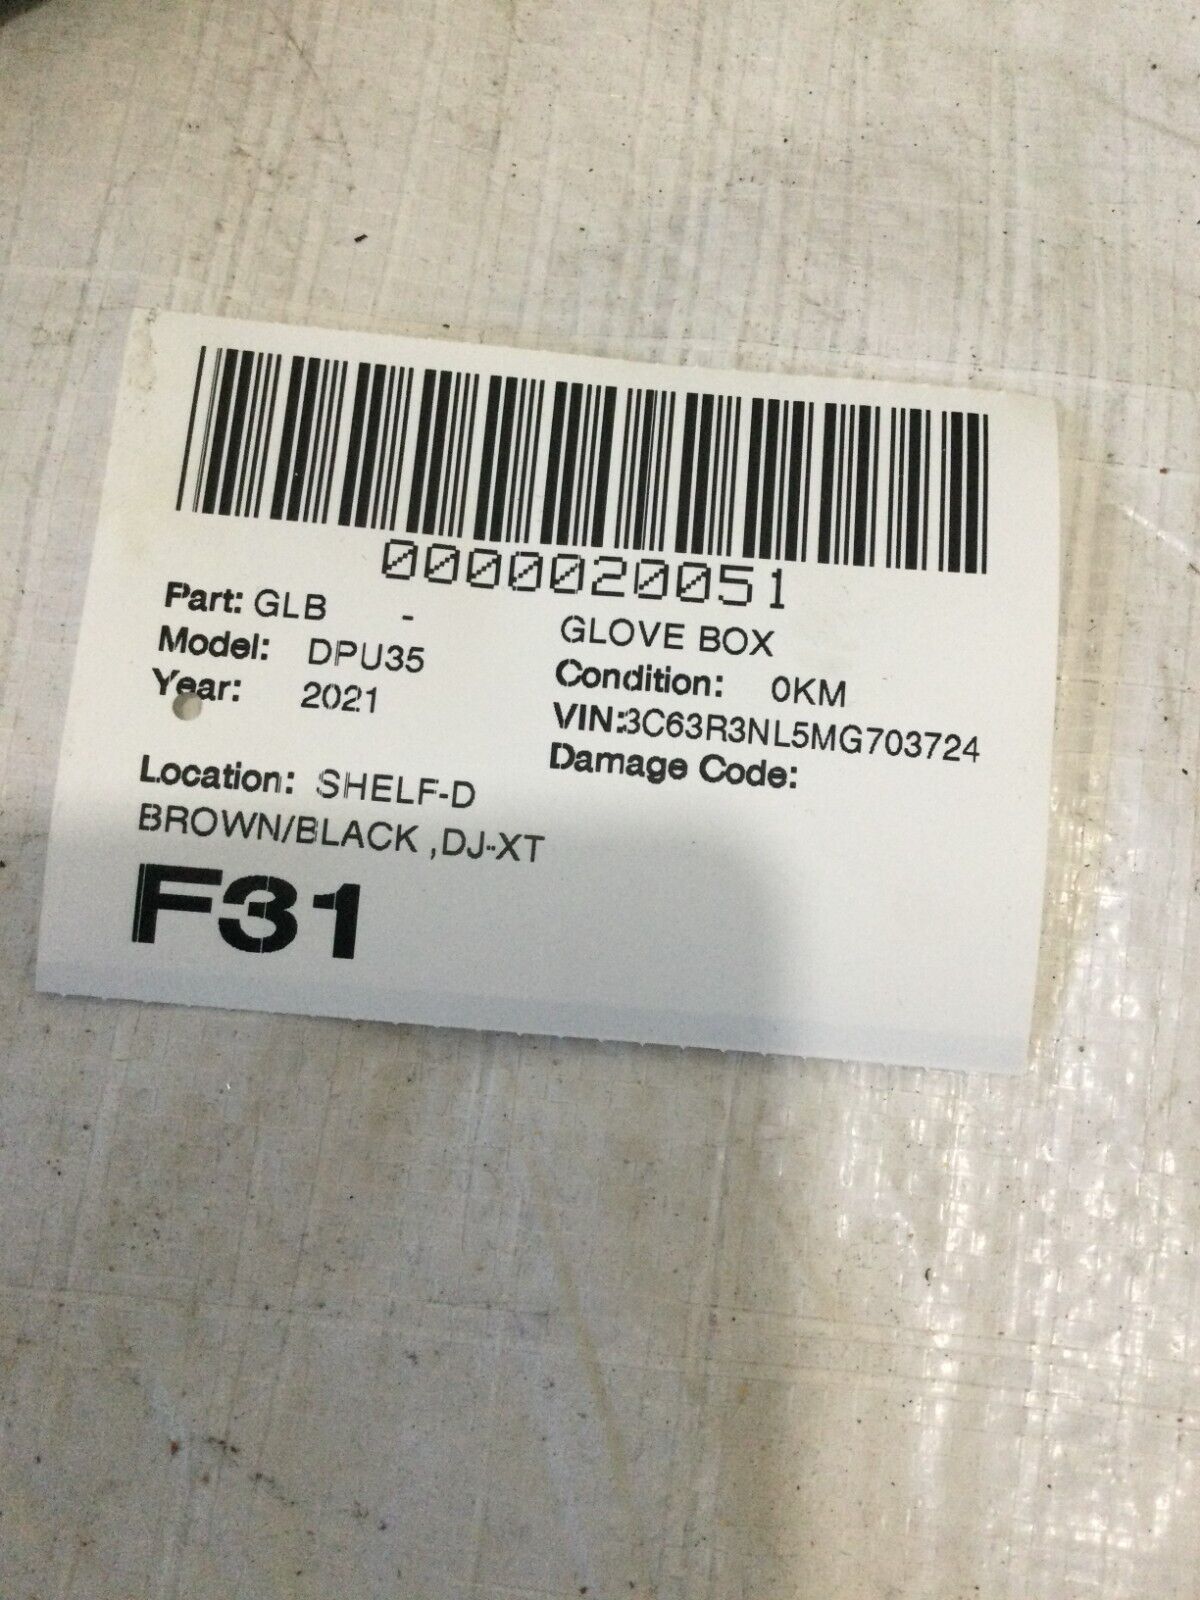 0000020051
Part: GLB - GLOVE BOX
Model: DPU35 Condition: 0KM
Year: 2021 VIN:3C63R3NL5MG703724
Damage Code:
Location: SHELF-D
BROWN/BLACK ,DJ-XT
F31